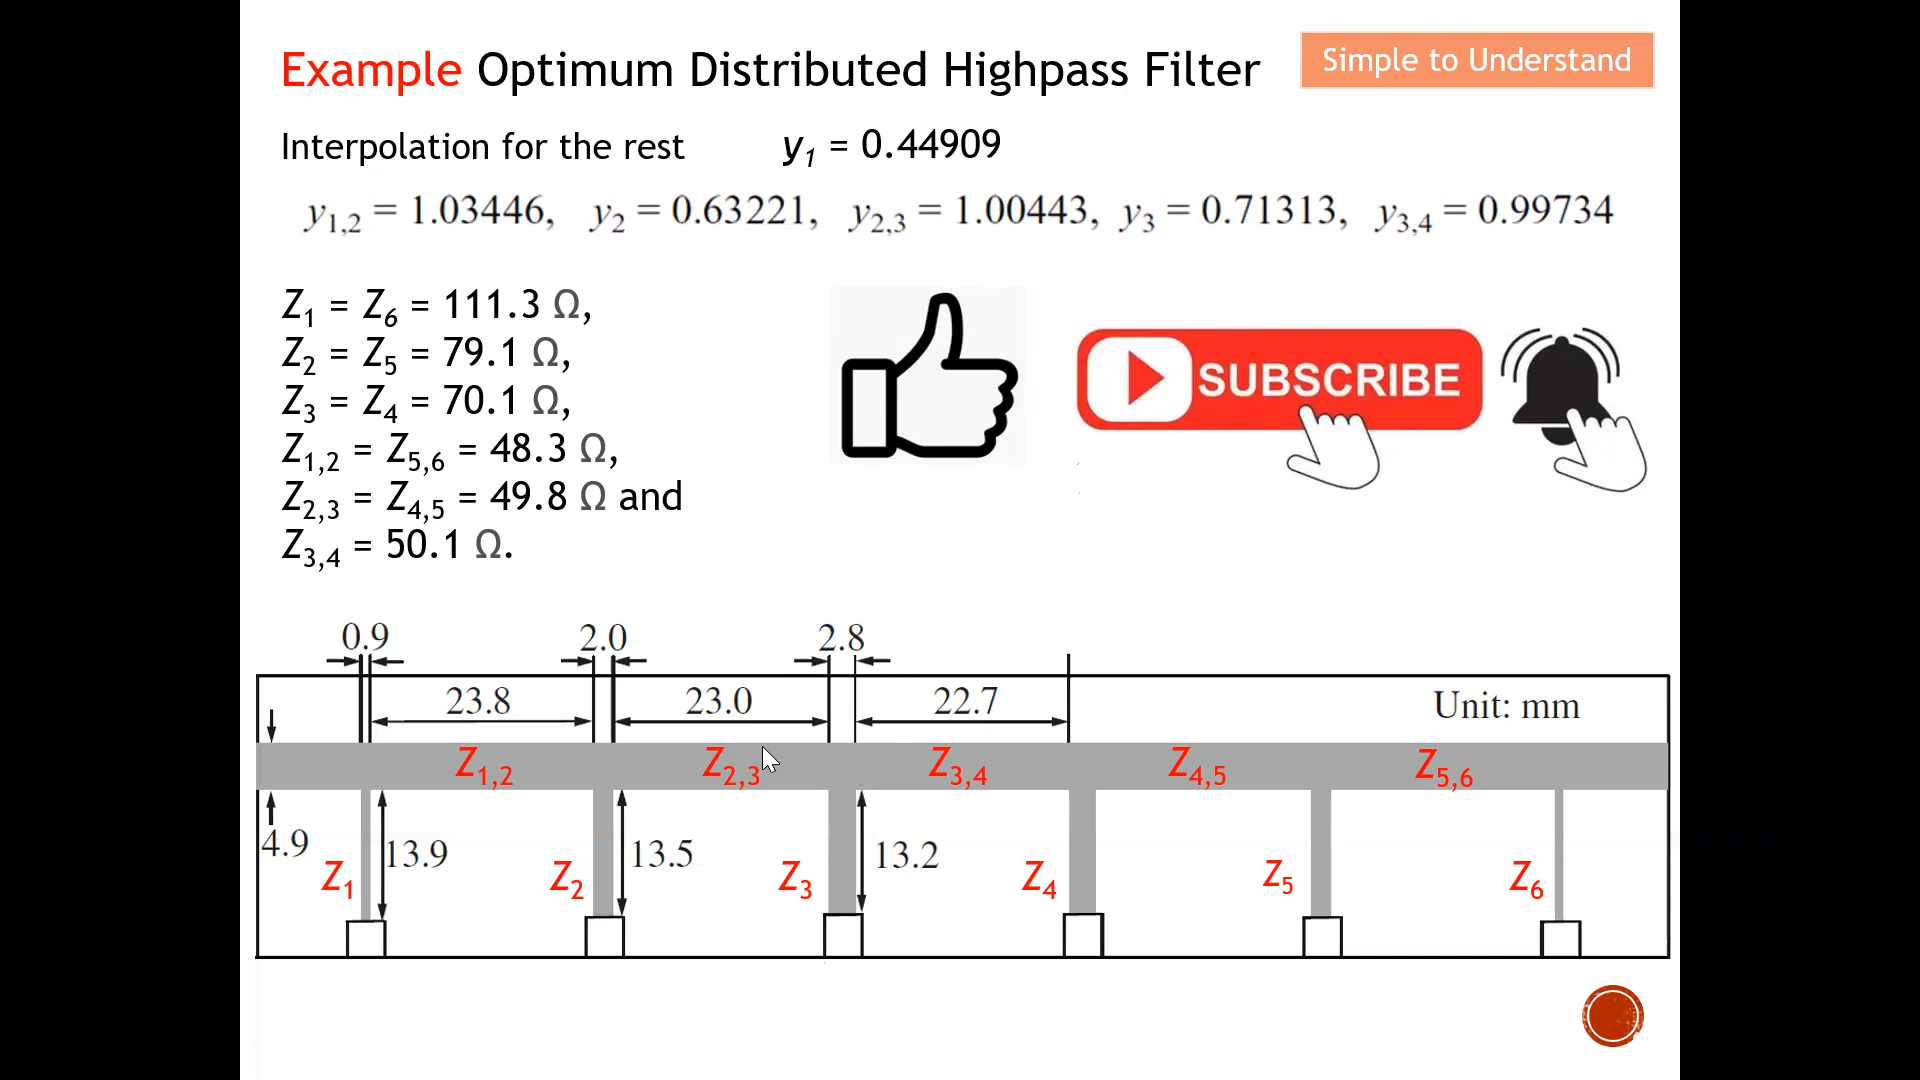 Example Optimum Distributed Highpass Filter
Simple to Understand
Interpolation for the rest y1 = 0.44909
y1,2 = 1.03446, y2 = 0.63221, y2,3 = 1.00443, y3 = 0.71313, y3,4 = 0.99734
Z1 = Z6 = 111.3 Ω,
Z2 = Z5 = 79.1 Ω,
Z3 = Z4 = 70.1 Ω,
Z1,2 = Z5,6 = 48.3 Ω,
Z2,3 = Z4,5 = 49.8 Ω and
Z3,4 = 50.1 Ω.
SUBSCRIBE
0.9 2.0 2.8
23.8 23.0 22.7 Unit: mm
Z1,2 Z2,3 Z3,4 Z4,5 Z5,6
4.9 13.9 13.5 13.2
Z1 Z2 Z3 Z4 Z5 Z6